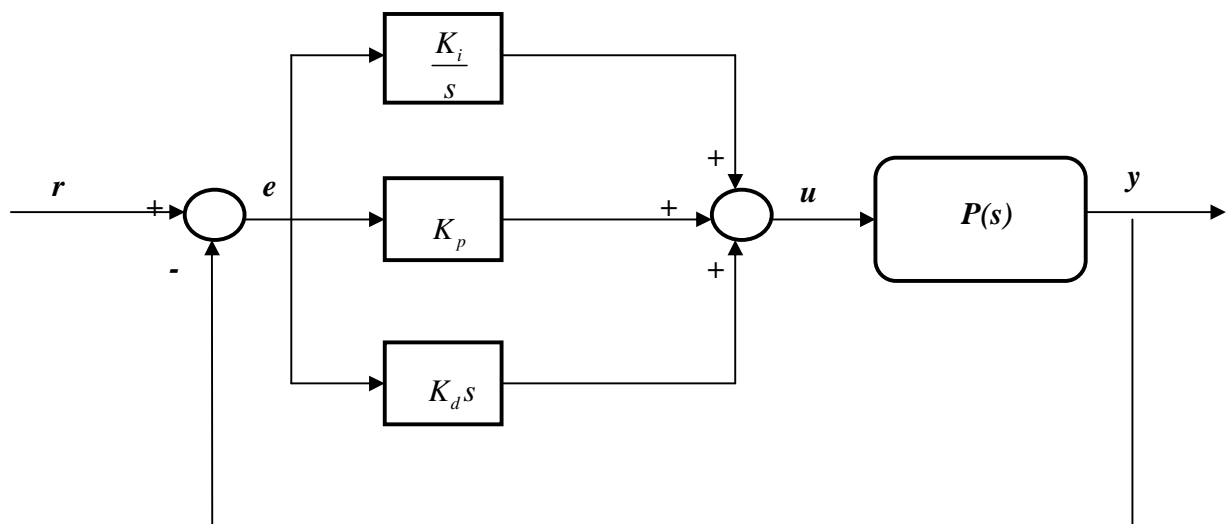 K_i
s
+
r
+
e
K_p
+
u
P(s)
y
-
+
K_d s